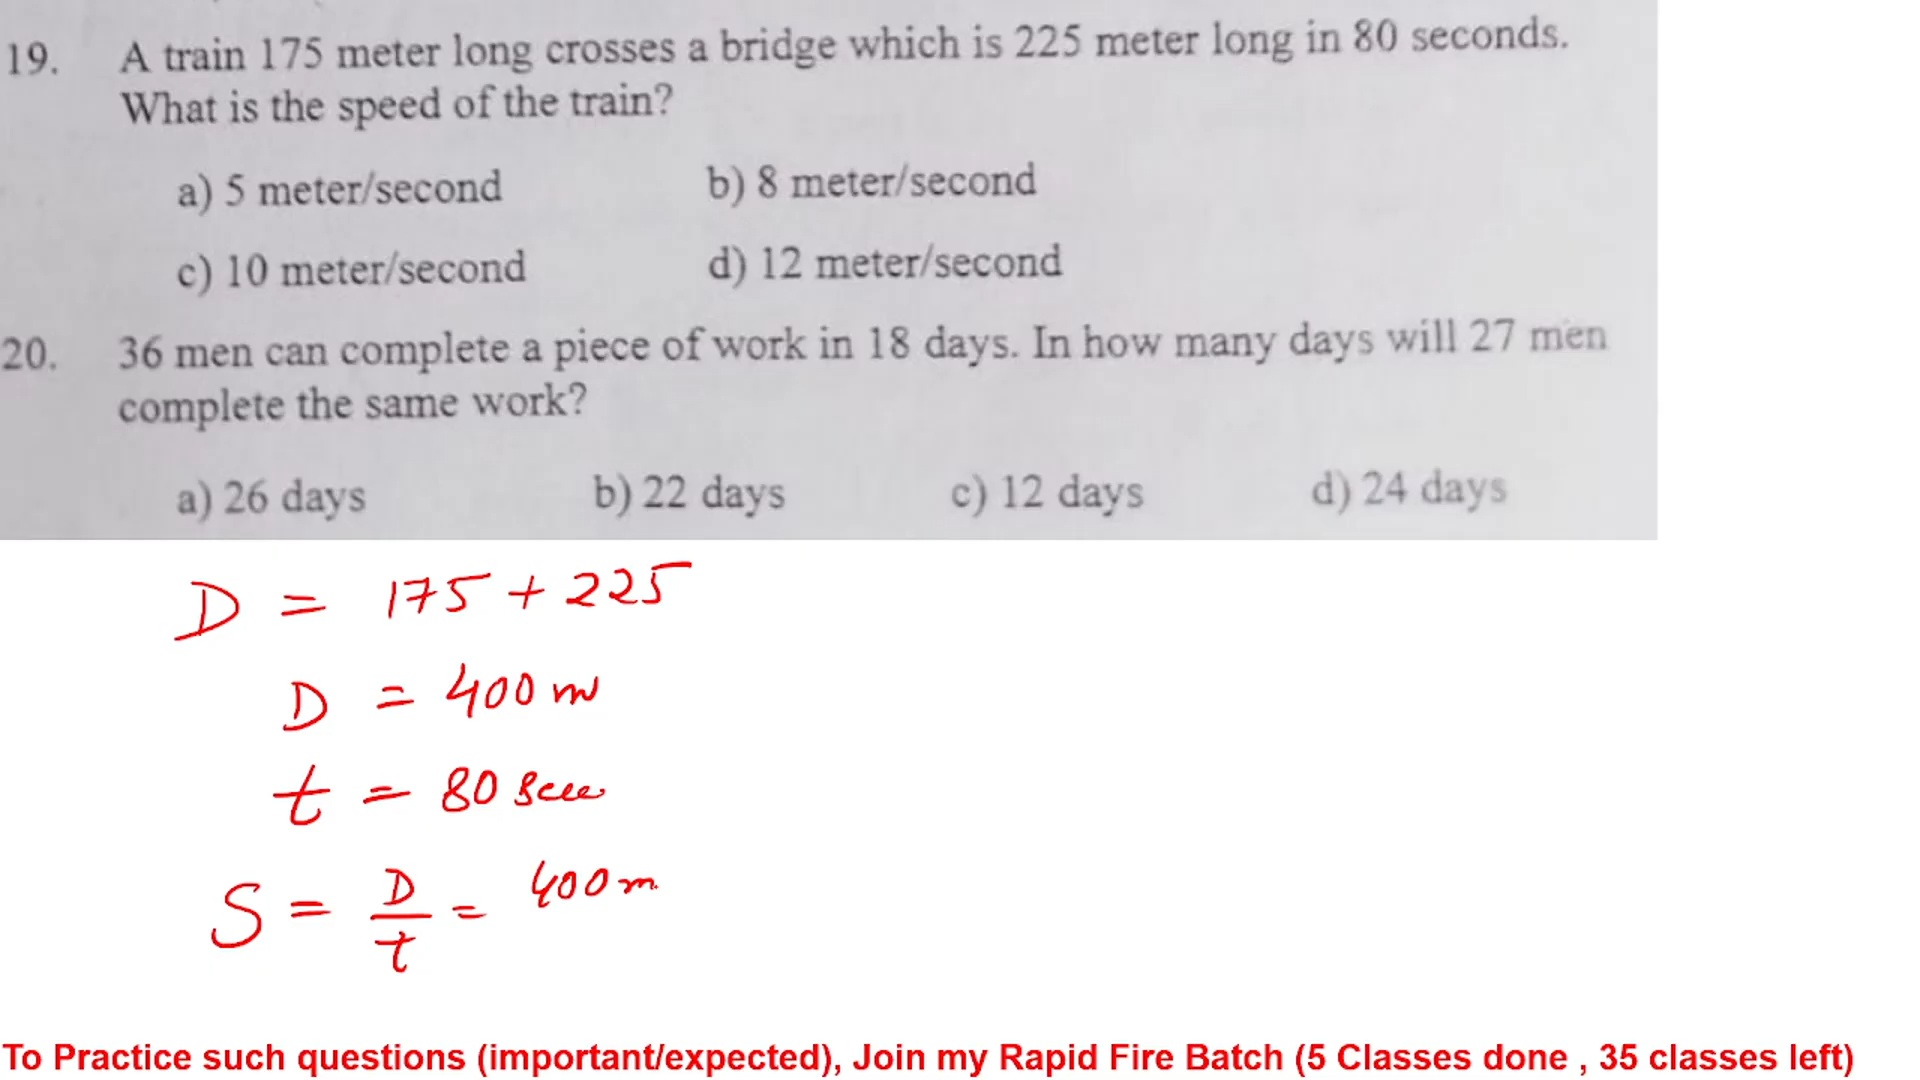 19. A train 175 meter long crosses a bridge which is 225 meter long in 80 seconds.
What is the speed of the train?
a) 5 meter/second b) 8 meter/second
c) 10 meter/second d) 12 meter/second
20. 36 men can complete a piece of work in 18 days. In how many days will 27 men
complete the same work?
a) 26 days b) 22 days c) 12 days d) 24 days
D = 175 + 225
D = 400 m
t = 80 sec
S = D/t = 400 m
To Practice such questions (important/expected), Join my Rapid Fire Batch (5 Classes done , 35 classes left)